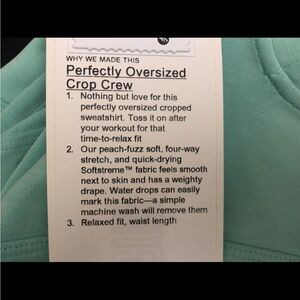 WHY WE MADE THIS
Perfectly Oversized
Crop Crew
1. Nothing but love for this
perfectly oversized cropped
sweatshirt. Toss it on after
your workout for that
time-to-relax fit
2. Our peach-fuzz soft, four-way
stretch, and quick-drying
Softstreme™ fabric feels smooth
next to skin and has a weighty
drape. Water drops can easily
mark this fabric—a simple
machine wash will remove them
3. Relaxed fit, waist length